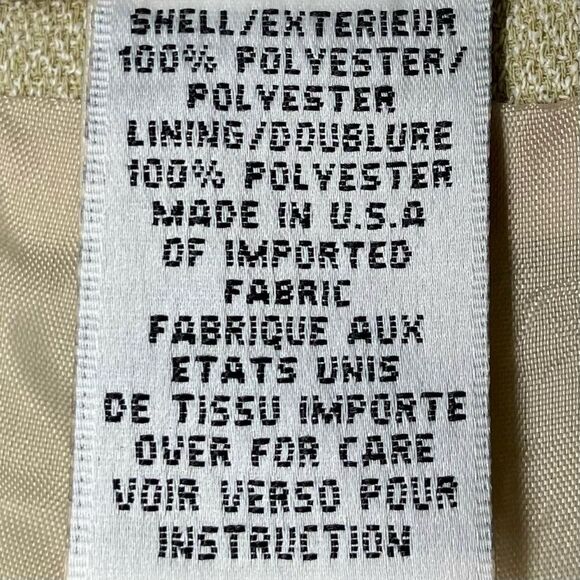 SHELL/EXTERIEUR
100% POLYESTER/
POLYESTER
LINING/DOUBLURE
100% POLYESTER
MADE IN U.S.A
OF IMPORTED
FABRIC
FABRIQUE AUX
ETATS UNIS
DE TISSU IMPORTE
OVER FOR CARE
VOIR VERSO POUR
INSTRUCTION